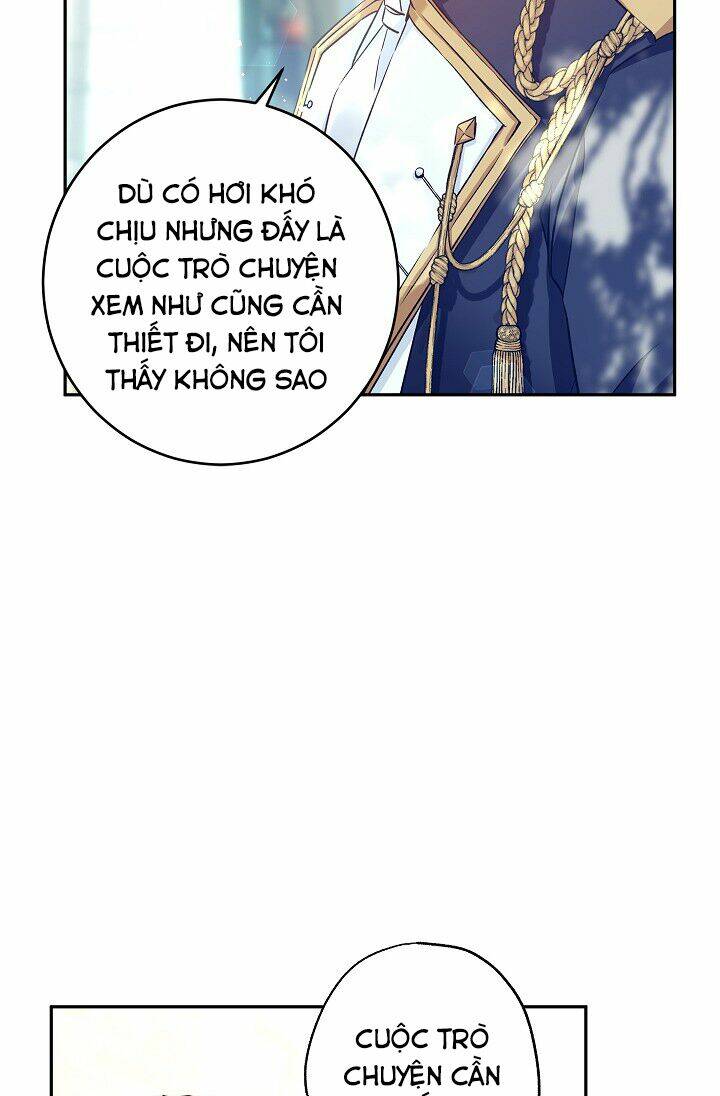 DÙ CÓ HƠI KHÓ
CHỊU NHƯNG ĐẤY LÀ
CUỘC TRÒ CHUYỆN
XEM NHƯ CŨNG CẦN
THIẾT ĐI, NÊN TÔI
THẤY KHÔNG SAO
CUỘC TRÒ
CHUYỆN CẦN